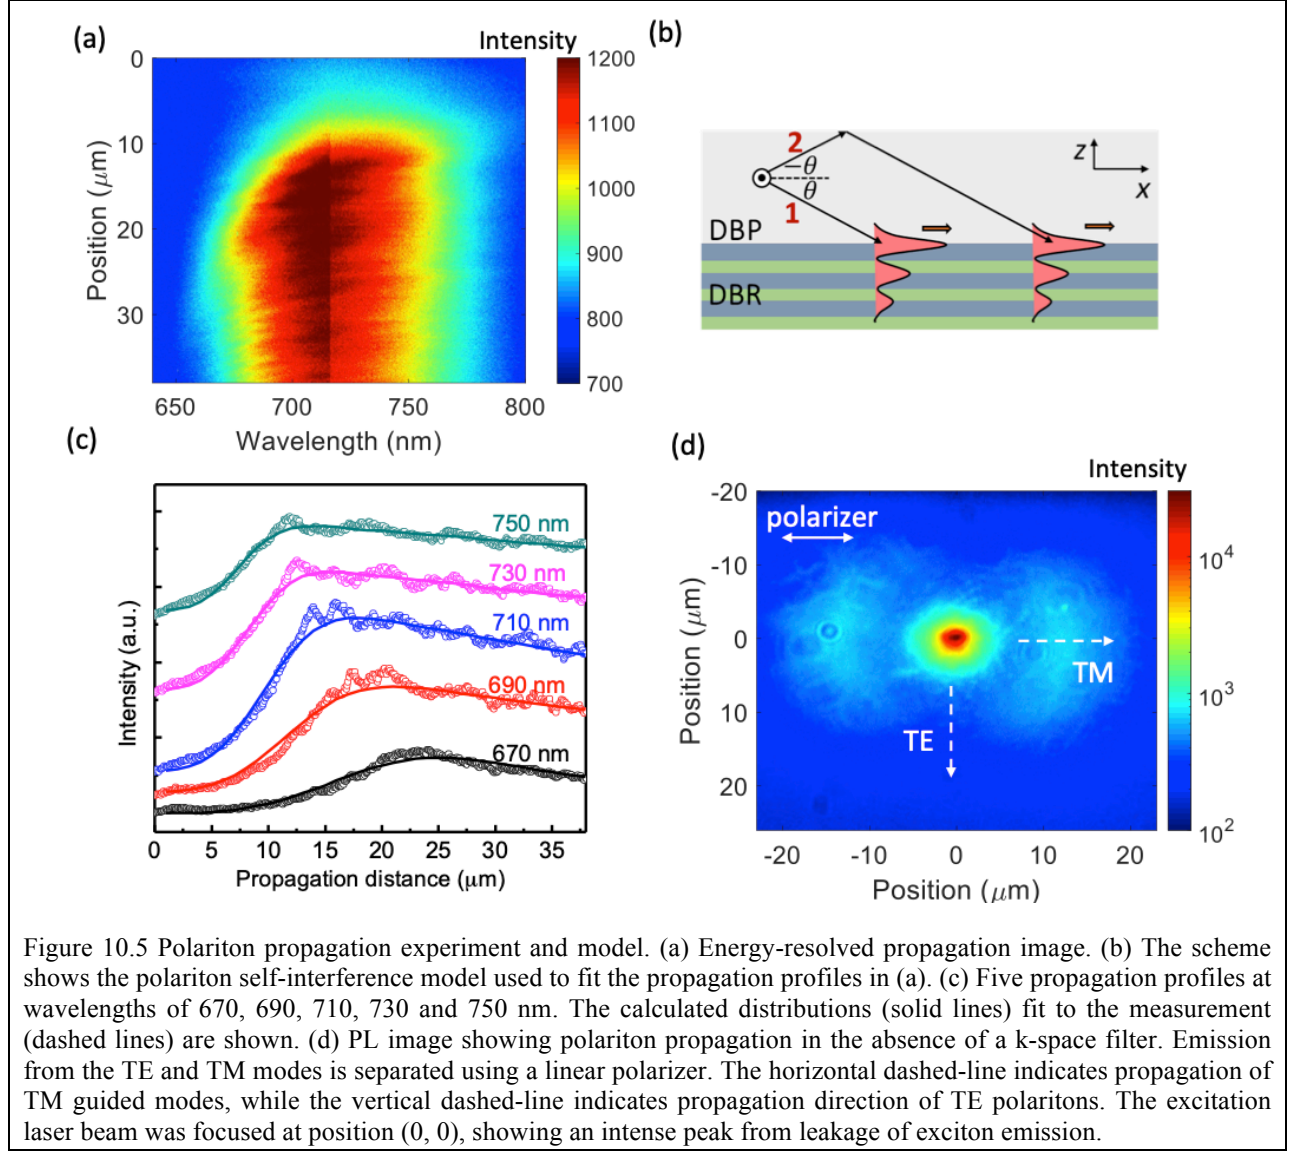 (a)
Intensity
0
10
20
30
Position (μm)
650
700
750
800
Wavelength (nm)
1200
1100
1000
900
800
700
(b)
2
−θ
θ
1
z
x
DBP
DBR
(c)
750 nm
730 nm
710 nm
690 nm
670 nm
Intensity (a.u.)
0 5 10 15 20 25 30 35
Propagation distance (μm)
(d)
Intensity
polarizer
-20
-10
0
10
20
Position (μm)
TM
TE
-20 -10 0 10 20
Position (μm)
10⁴
10³
10²
Figure 10.5 Polariton propagation experiment and model. (a) Energy-resolved propagation image. (b) The scheme
shows the polariton self-interference model used to fit the propagation profiles in (a). (c) Five propagation profiles at
wavelengths of 670, 690, 710, 730 and 750 nm. The calculated distributions (solid lines) fit to the measurement
(dashed lines) are shown. (d) PL image showing polariton propagation in the absence of a k-space filter. Emission
from the TE and TM modes is separated using a linear polarizer. The horizontal dashed-line indicates propagation of
TM guided modes, while the vertical dashed-line indicates propagation direction of TE polaritons. The excitation
laser beam was focused at position (0, 0), showing an intense peak from leakage of exciton emission.